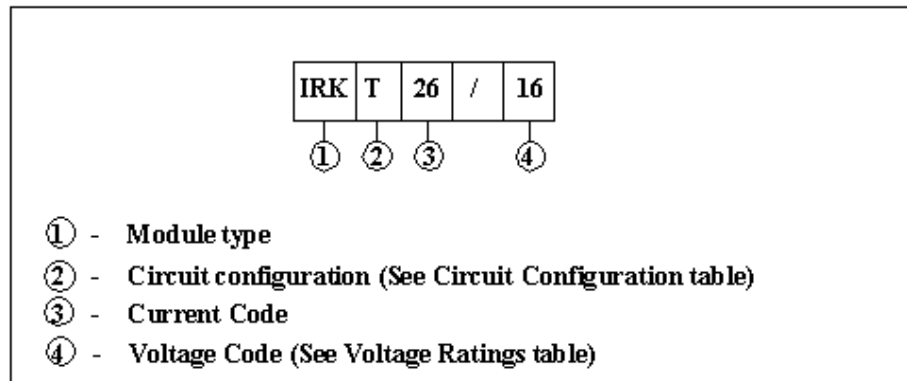 IRK T 26 / 16
1 2 3 4
1 - Module type
2 - Circuit configuration (See Circuit Configuration table)
3 - Current Code
4 - Voltage Code (See Voltage Ratings table)